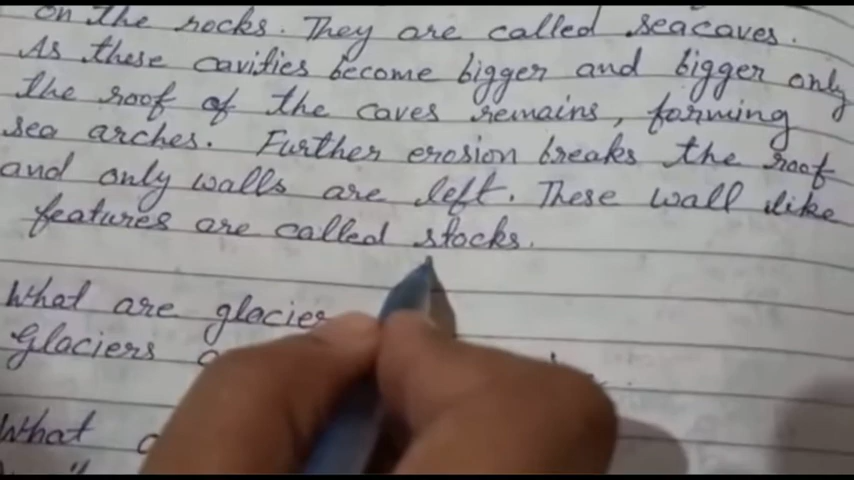 on the rocks. They are called seacaves.
As these cavities become bigger and bigger only
the roof of the caves remains, forming
sea arches. Further erosion breaks the roof
and only walls are left. These wall like
features are called stocks.
What are glacier
Glaciers
What